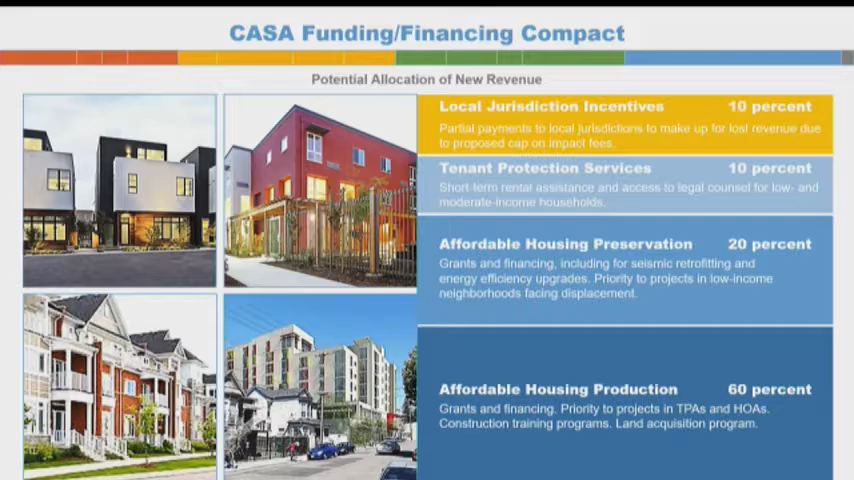 CASA Funding/Financing Compact
Potential Allocation of New Revenue
Local Jurisdiction Incentives 10 percent
Partial payments to local jurisdictions to make up for lost revenue due
to proposed cap on impact fees.
Tenant Protection Services 10 percent
Short-term rental assistance and access to legal counsel for low- and
moderate-income households.
Affordable Housing Preservation 20 percent
Grants and financing, including for seismic retrofitting and
energy efficiency upgrades. Priority to projects in low-income
neighborhoods facing displacement.
Affordable Housing Production 60 percent
Grants and financing. Priority to projects in TPAs and HOAs.
Construction training programs. Land acquisition program.